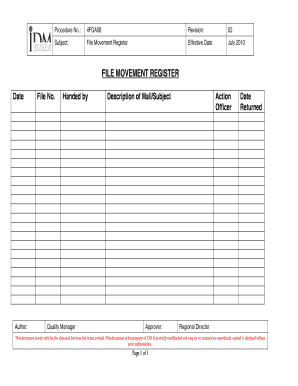 IDM
Procedure No.: 4FGA08 Revision: 02
Subject: File Movement Register Effective Date: July 2010
FILE MOVEMENT REGISTER
Date File No. Handed by Description of Mail/Subject Action Officer Date Returned
Author: Quality Manager Approver: Regional Director
Page 1 of 1